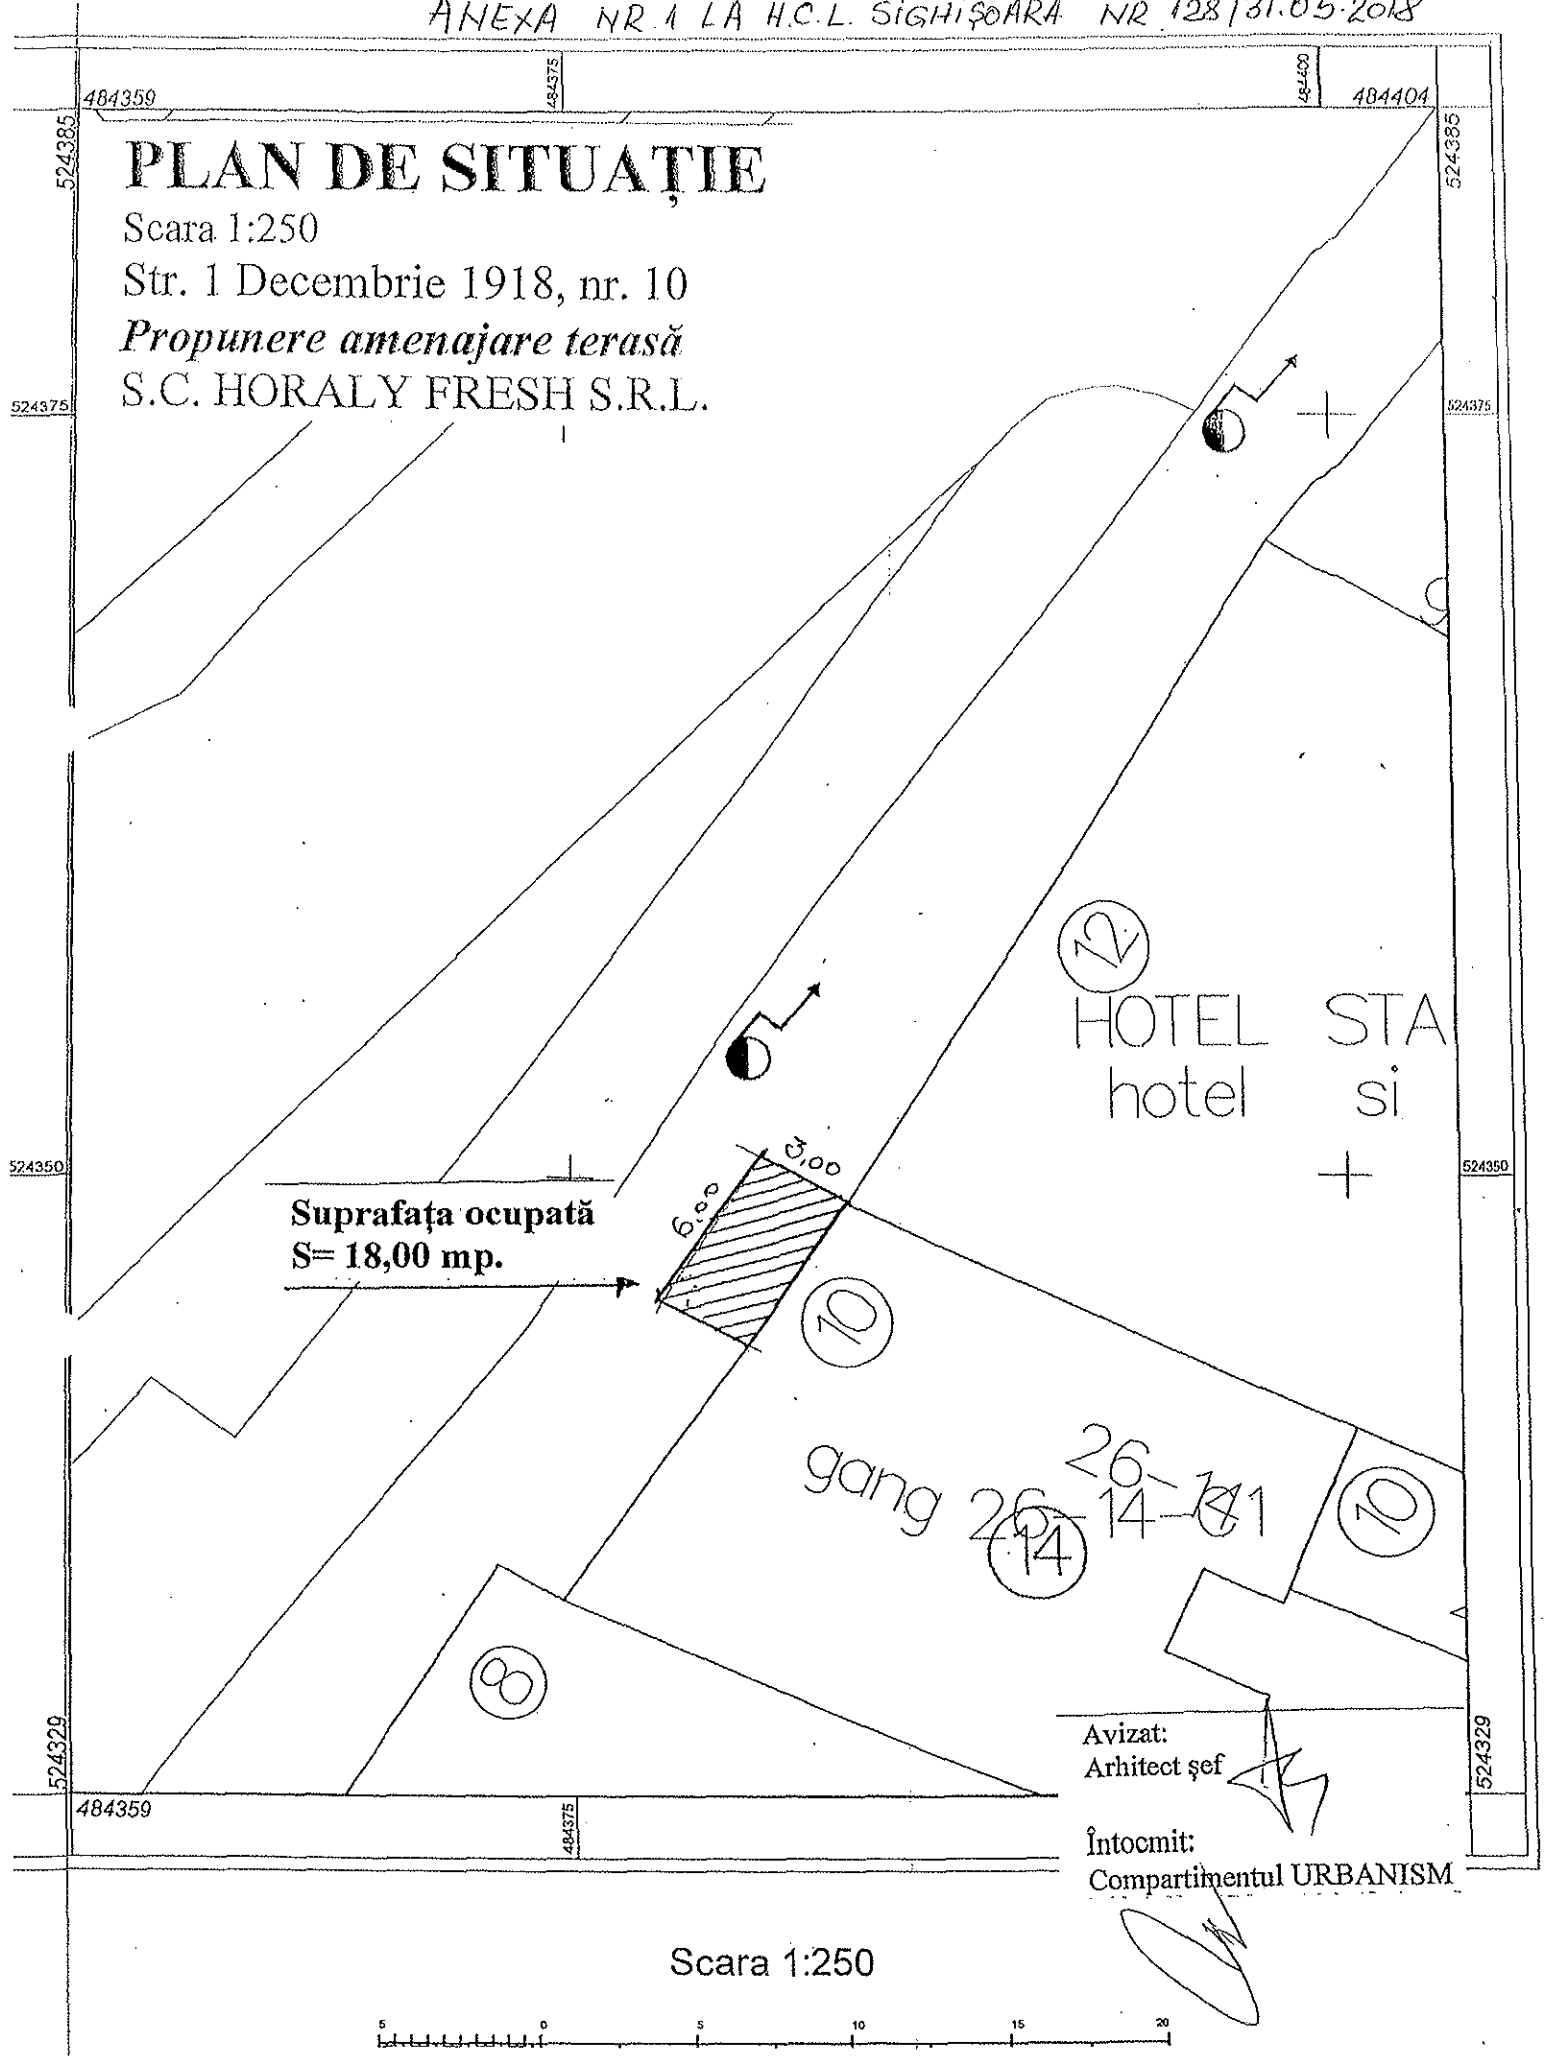 ANEXA NR. 1 LA H.C.L. SIGHIŞOARA NR 128/31.05.2018
484359
484375
484400
484404
524385
524385
PLAN DE SITUAȚIE
Scara 1:250
Str. 1 Decembrie 1918, nr. 10
Propunere amenajare terasă
S.C. HORALY FRESH S.R.L.
524375
524375
9
12
HOTEL STA
hotel si
524350
524350
3,00
6,00
Suprafața ocupată
S= 18,00 mp.
10
gang
26-14
14
10
8
524329
524329
Avizat:
Arhitect şef
484359
484375
Întocmit:
Compartimentul URBANISM
Scara 1:250
5 0 5 10 15 20